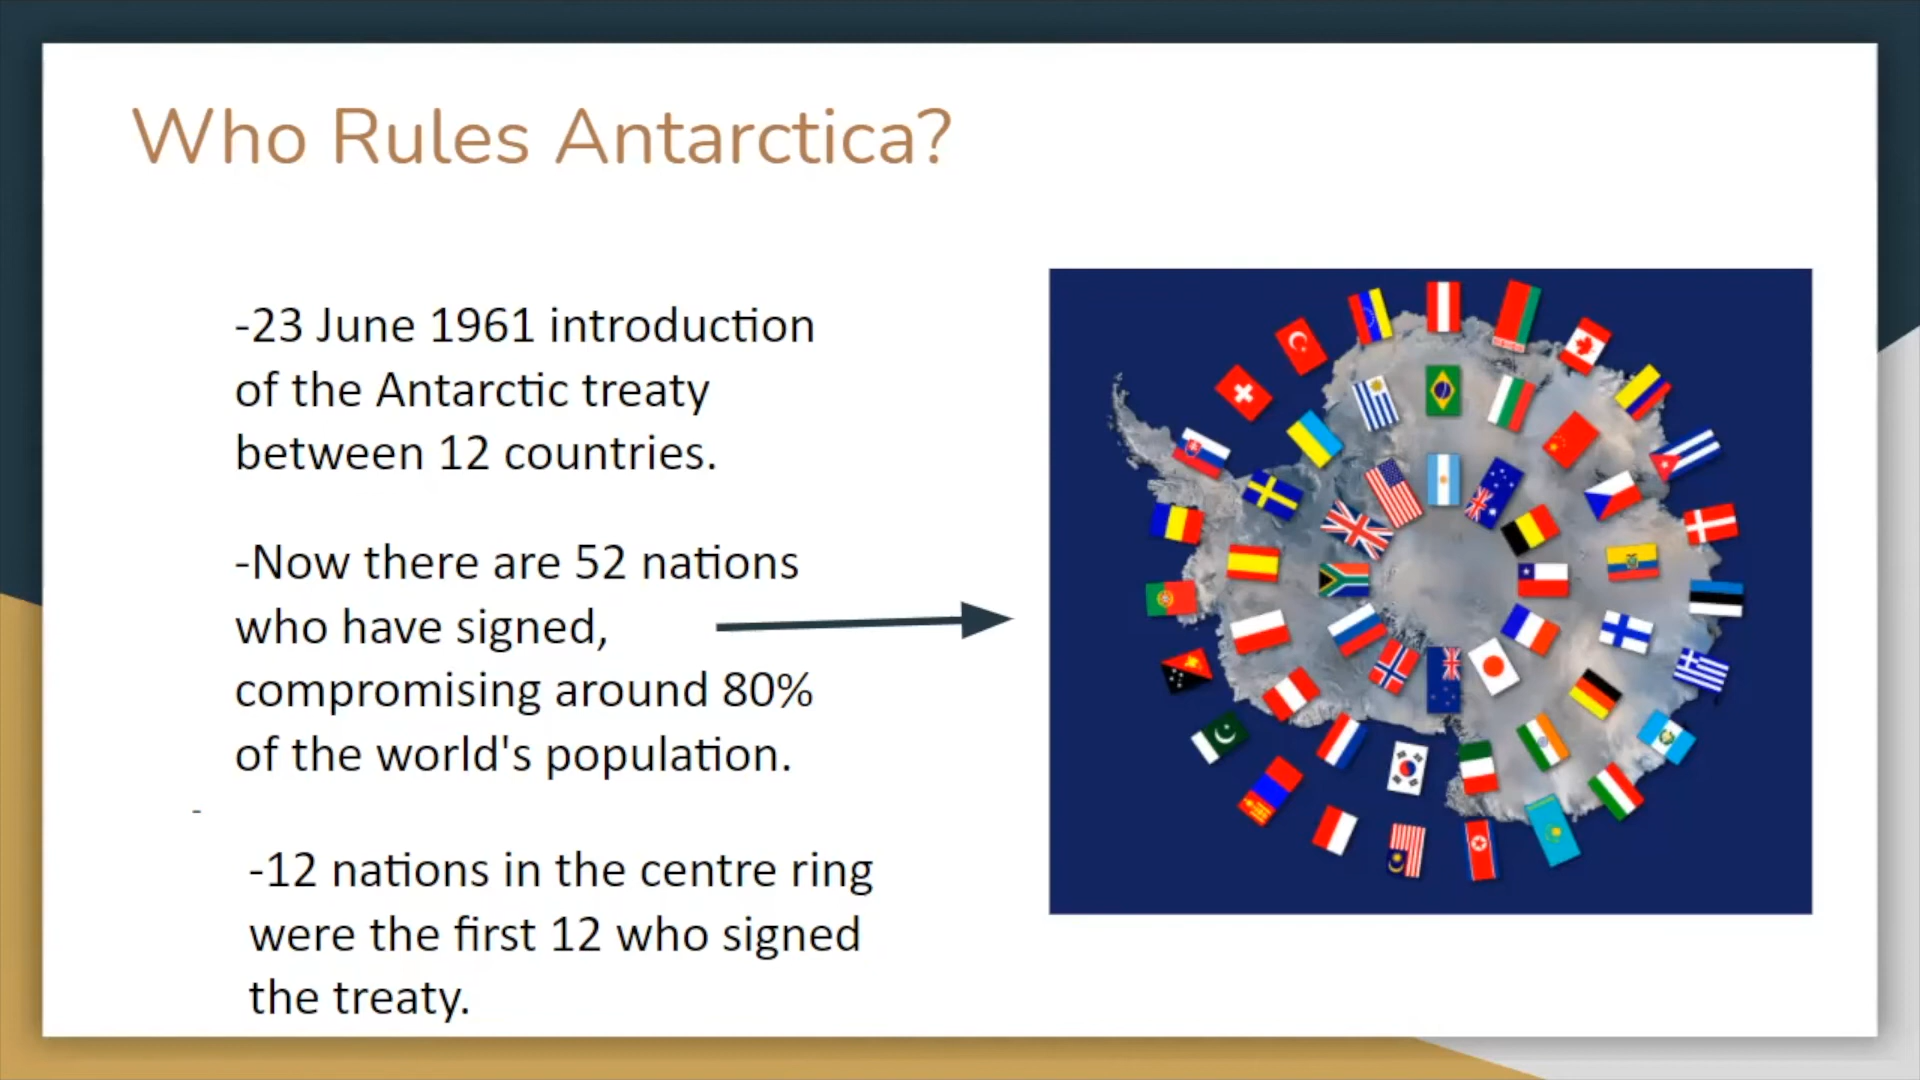 Who Rules Antarctica?
-23 June 1961 introduction
of the Antarctic treaty
between 12 countries.
-Now there are 52 nations
who have signed,
compromising around 80%
of the world's population.
-
-12 nations in the centre ring
were the first 12 who signed
the treaty.